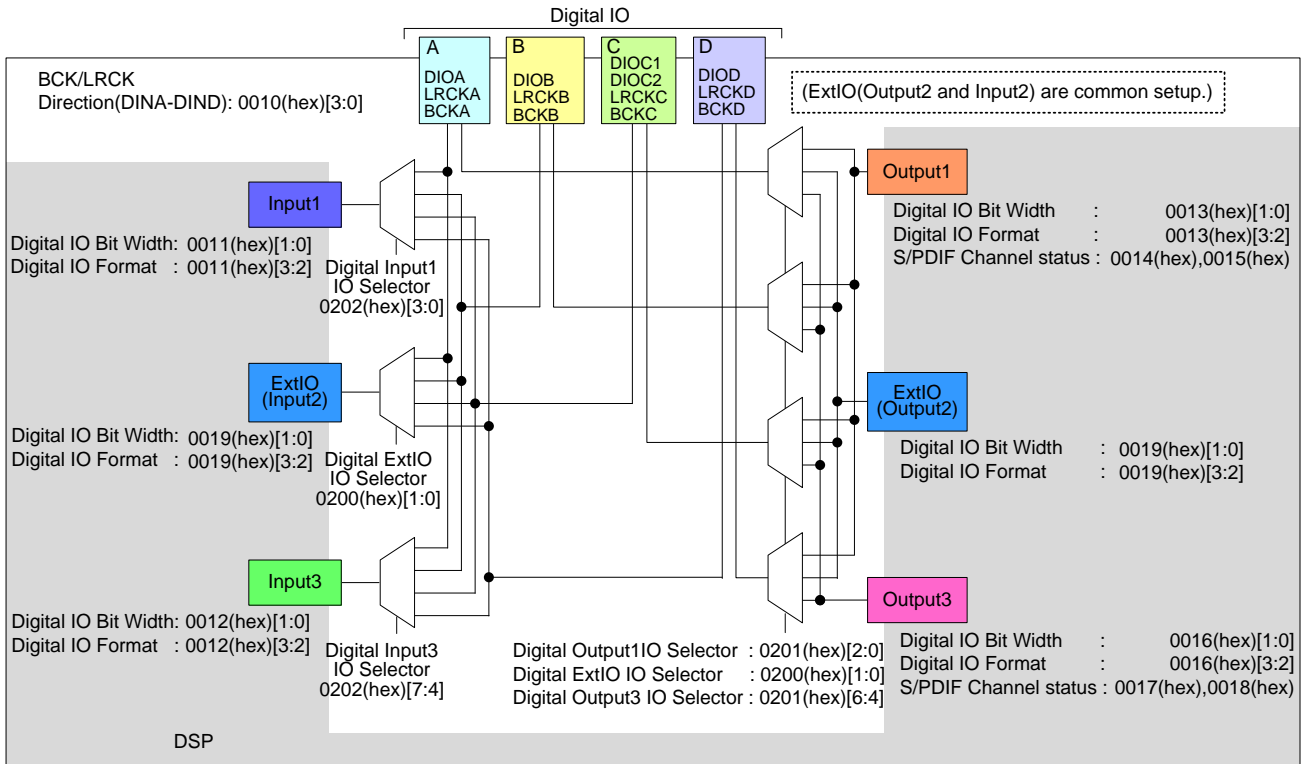 Digital IO
A
DIOA
LRCKA
BCKA
B
DIOB
LRCKB
BCKB
C
DIOC1
DIOC2
LRCKC
BCKC
D
DIOD
LRCKD
BCKD
BCK/LRCK
Direction(DINA-DIND): 0010(hex)[3:0]
(ExtIO(Output2 and Input2) are common setup.)
Input1
Digital IO Bit Width: 0011(hex)[1:0]
Digital IO Format : 0011(hex)[3:2]
Digital Input1
IO Selector
0202(hex)[3:0]
Output1
Digital IO Bit Width : 0013(hex)[1:0]
Digital IO Format : 0013(hex)[3:2]
S/PDIF Channel status : 0014(hex),0015(hex)
ExtIO
(Input2)
Digital IO Bit Width: 0019(hex)[1:0]
Digital IO Format : 0019(hex)[3:2]
Digital ExtIO
IO Selector
0200(hex)[1:0]
ExtIO
(Output2)
Digital IO Bit Width : 0019(hex)[1:0]
Digital IO Format : 0019(hex)[3:2]
Input3
Digital IO Bit Width: 0012(hex)[1:0]
Digital IO Format : 0012(hex)[3:2]
Digital Input3
IO Selector
0202(hex)[7:4]
Digital Output1IO Selector : 0201(hex)[2:0]
Digital ExtIO IO Selector : 0200(hex)[1:0]
Digital Output3 IO Selector : 0201(hex)[6:4]
Output3
Digital IO Bit Width : 0016(hex)[1:0]
Digital IO Format : 0016(hex)[3:2]
S/PDIF Channel status : 0017(hex),0018(hex)
DSP